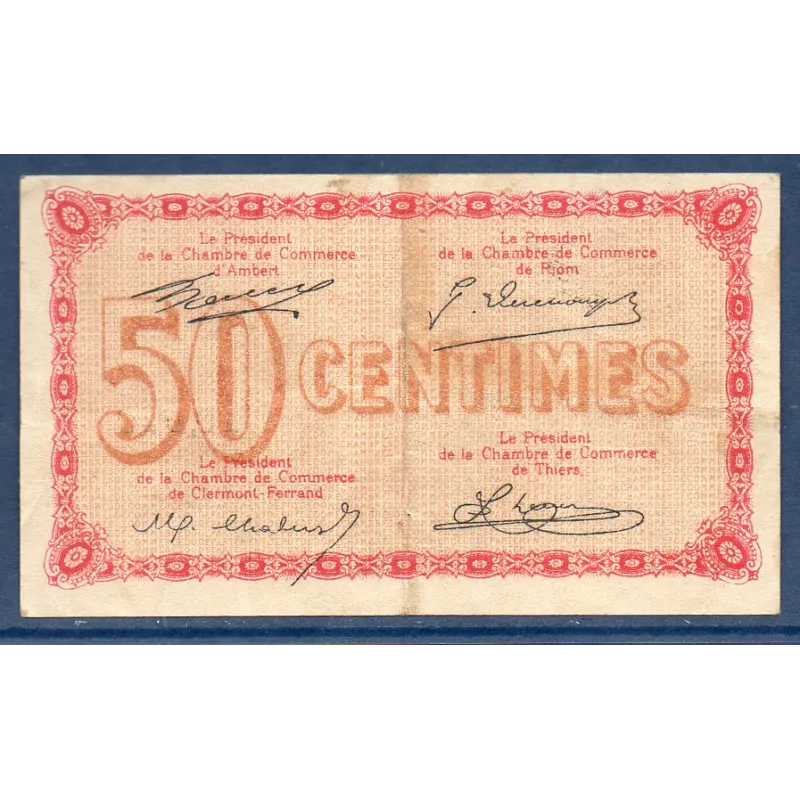 Le Président
de la Chambre de Commerce
d'Ambert
Le Président
de la Chambre de Commerce
de Riom
50 CENTIMES
Le Président
de la Chambre de Commerce
de Clermont-Ferrand
Le Président
de la Chambre de Commerce
de Thiers.